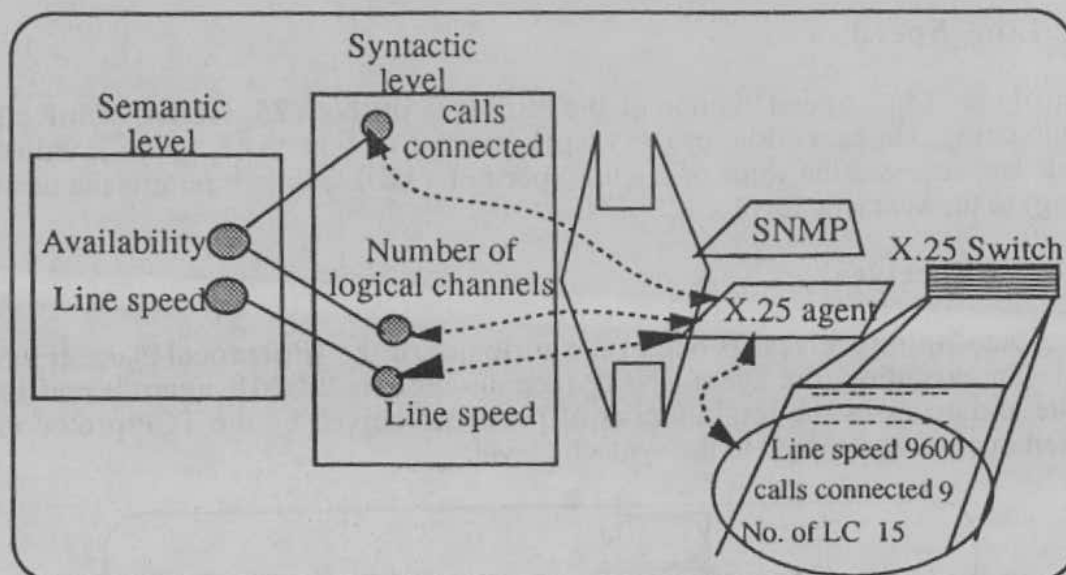 Syntactic
level
Semantic
level
calls
connected
Availability
Line speed
Number of
logical channels
Line speed
SNMP
X.25 Switch
X.25 agent
Line speed 9600
calls connected 9
No. of LC 15